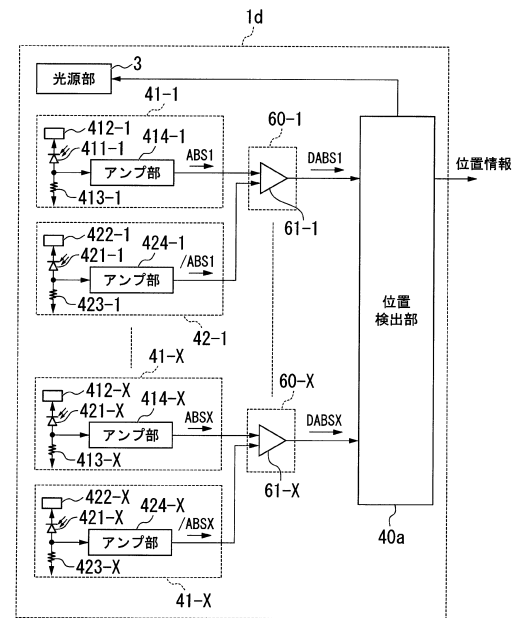 1d
光源部
3
41-1
412-1
411-1
414-1
アンプ部
413-1
ABS1
60-1
DABS1
61-1
位置情報
422-1
421-1
424-1
アンプ部
423-1
/ABS1
42-1
位置
検出部
41-X
412-X
421-X
414-X
アンプ部
413-X
ABSX
60-X
DABSX
61-X
422-X
421-X
424-X
アンプ部
423-X
/ABSX
41-X
40a